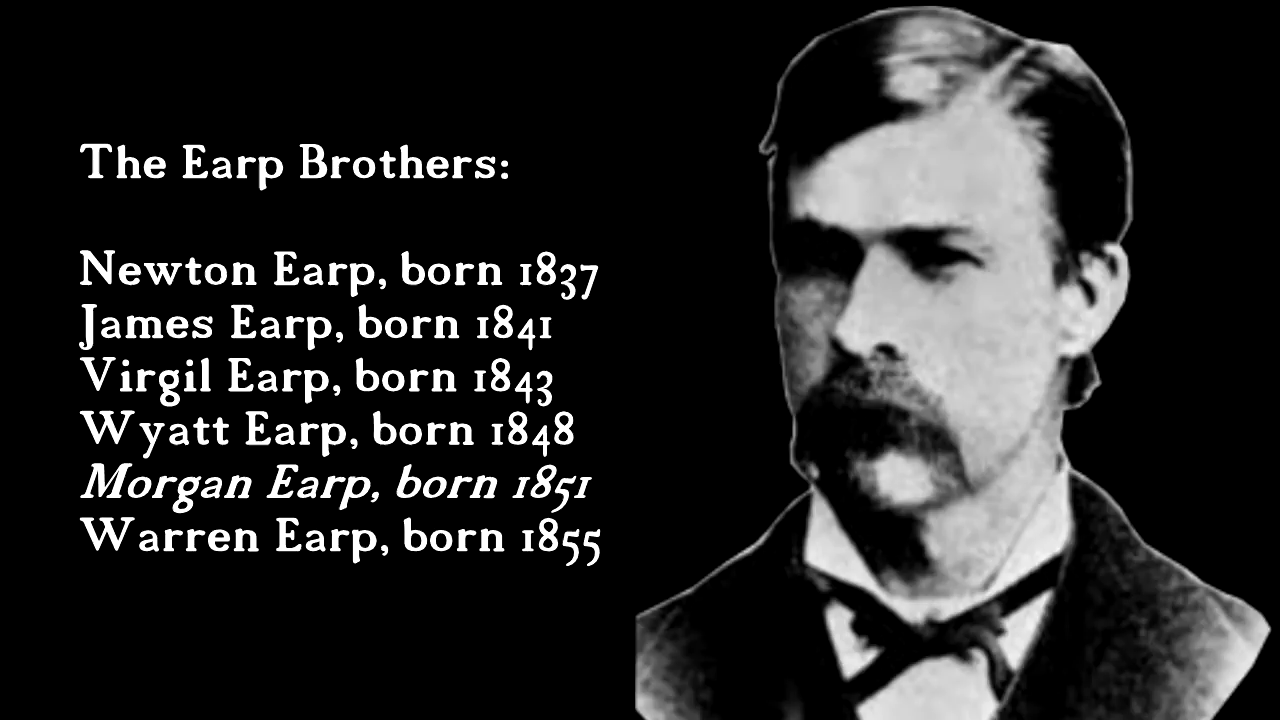 The Earp Brothers:
Newton Earp, born 1837
James Earp, born 1841
Virgil Earp, born 1843
Wyatt Earp, born 1848
Morgan Earp, born 1851
Warren Earp, born 1855